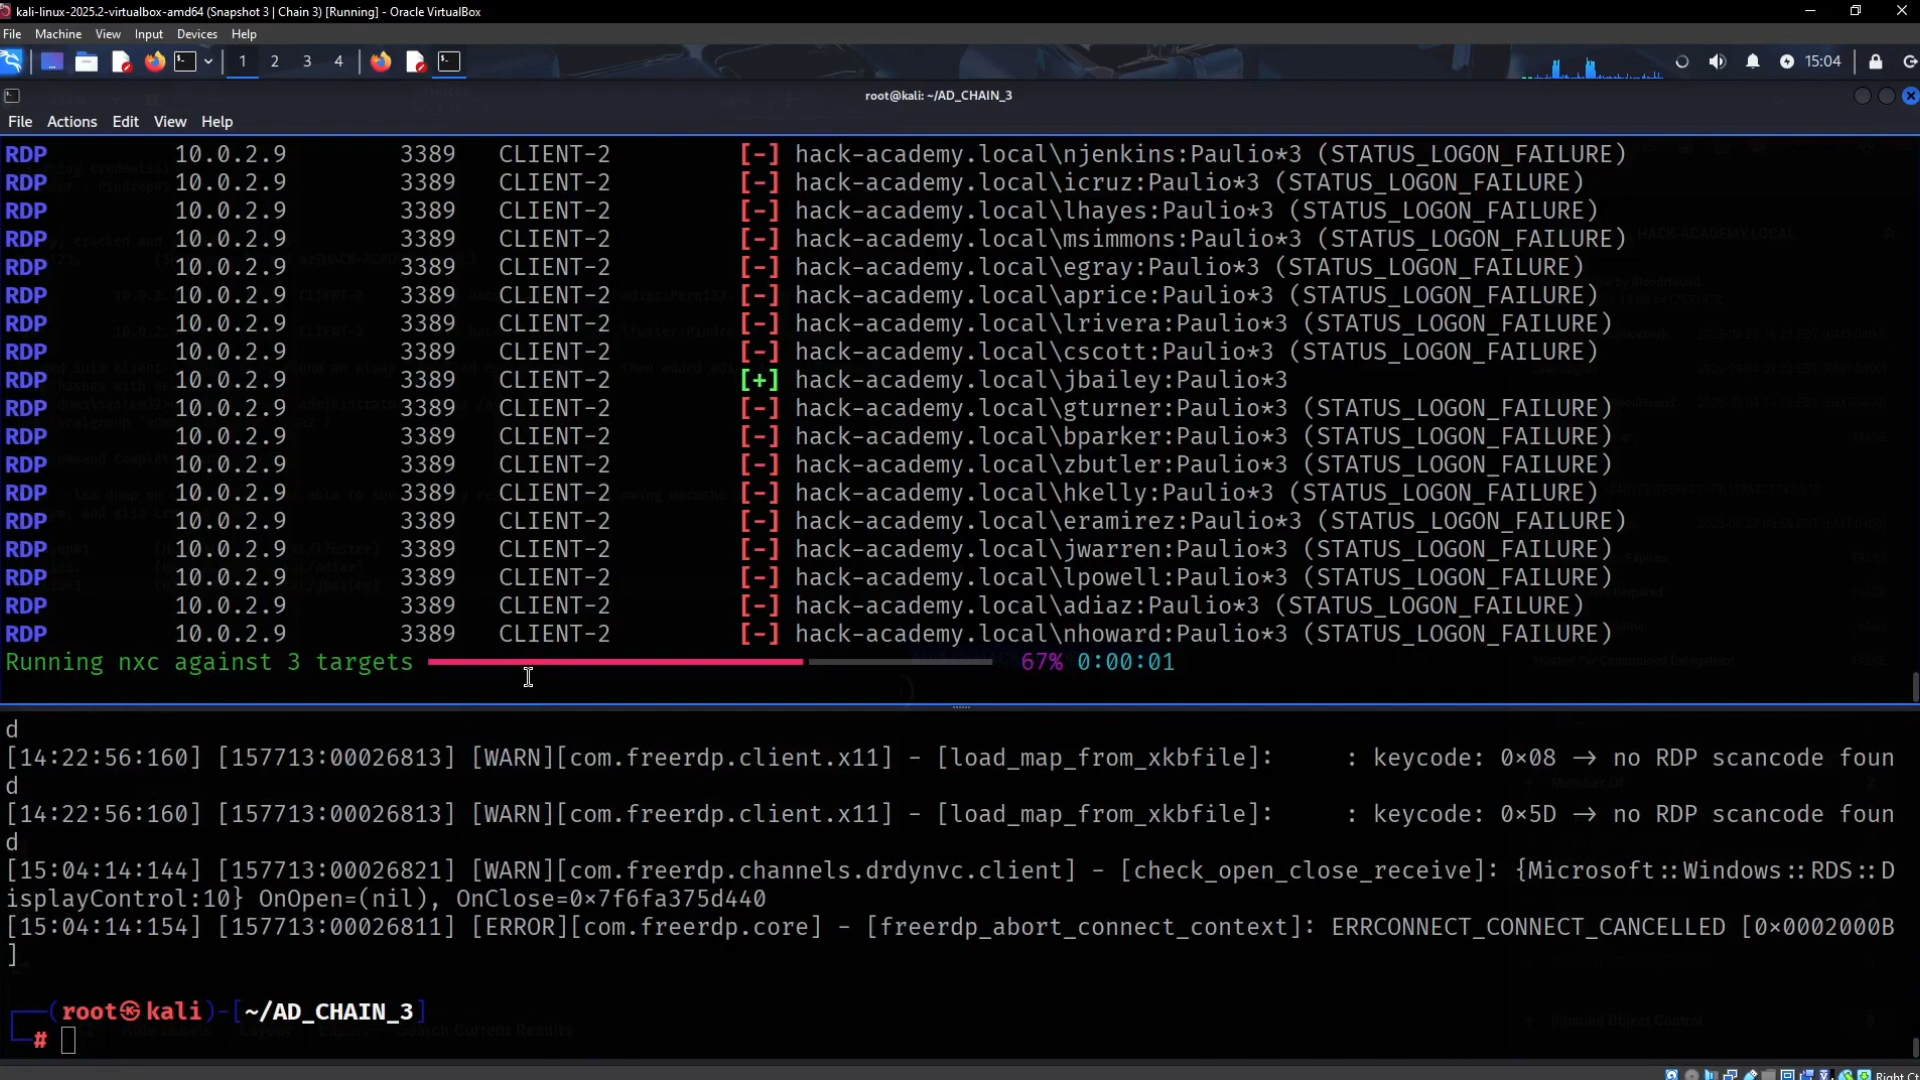 kali-linux-2025.2-virtualbox-amd64 (Snapshot 3 | Chain 3) [Running] - Oracle VirtualBox
File Machine View Input Devices Help
1 2 3 4 15:04
root@kali: ~/AD_CHAIN_3
File Actions Edit View Help
RDP 10.0.2.9 3389 CLIENT-2 [-] hack-academy.local\njenkins:Paulio*3 (STATUS_LOGON_FAILURE)
RDP 10.0.2.9 3389 CLIENT-2 [-] hack-academy.local\icruz:Paulio*3 (STATUS_LOGON_FAILURE)
RDP 10.0.2.9 3389 CLIENT-2 [-] hack-academy.local\lhayes:Paulio*3 (STATUS_LOGON_FAILURE)
RDP 10.0.2.9 3389 CLIENT-2 [-] hack-academy.local\msimmons:Paulio*3 (STATUS_LOGON_FAILURE)
RDP 10.0.2.9 3389 CLIENT-2 [-] hack-academy.local\egray:Paulio*3 (STATUS_LOGON_FAILURE)
RDP 10.0.2.9 3389 CLIENT-2 [-] hack-academy.local\aprice:Paulio*3 (STATUS_LOGON_FAILURE)
RDP 10.0.2.9 3389 CLIENT-2 [-] hack-academy.local\lrivera:Paulio*3 (STATUS_LOGON_FAILURE)
RDP 10.0.2.9 3389 CLIENT-2 [-] hack-academy.local\cscott:Paulio*3 (STATUS_LOGON_FAILURE)
RDP 10.0.2.9 3389 CLIENT-2 [+] hack-academy.local\jbailey:Paulio*3
RDP 10.0.2.9 3389 CLIENT-2 [-] hack-academy.local\gturner:Paulio*3 (STATUS_LOGON_FAILURE)
RDP 10.0.2.9 3389 CLIENT-2 [-] hack-academy.local\bparker:Paulio*3 (STATUS_LOGON_FAILURE)
RDP 10.0.2.9 3389 CLIENT-2 [-] hack-academy.local\zbutler:Paulio*3 (STATUS_LOGON_FAILURE)
RDP 10.0.2.9 3389 CLIENT-2 [-] hack-academy.local\hkelly:Paulio*3 (STATUS_LOGON_FAILURE)
RDP 10.0.2.9 3389 CLIENT-2 [-] hack-academy.local\eramirez:Paulio*3 (STATUS_LOGON_FAILURE)
RDP 10.0.2.9 3389 CLIENT-2 [-] hack-academy.local\jwarren:Paulio*3 (STATUS_LOGON_FAILURE)
RDP 10.0.2.9 3389 CLIENT-2 [-] hack-academy.local\lpowell:Paulio*3 (STATUS_LOGON_FAILURE)
RDP 10.0.2.9 3389 CLIENT-2 [-] hack-academy.local\adiaz:Paulio*3 (STATUS_LOGON_FAILURE)
RDP 10.0.2.9 3389 CLIENT-2 [-] hack-academy.local\nhoward:Paulio*3 (STATUS_LOGON_FAILURE)
Running nxc against 3 targets 67% 0:00:01
d
[14:22:56:160] [157713:00026813] [WARN][com.freerdp.client.x11] - [load_map_from_xkbfile]: : keycode: 0×08 → no RDP scancode foun
d
[14:22:56:160] [157713:00026813] [WARN][com.freerdp.client.x11] - [load_map_from_xkbfile]: : keycode: 0×5D → no RDP scancode foun
d
[15:04:14:144] [157713:00026821] [WARN][com.freerdp.channels.drdynvc.client] - [check_open_close_receive]: {Microsoft::Windows::RDS::D
isplayControl:10} OnOpen=(nil), OnClose=0×7f6fa375d440
[15:04:14:154] [157713:00026811] [ERROR][com.freerdp.core] - [freerdp_abort_connect_context]: ERRCONNECT_CONNECT_CANCELLED [0×0002000B
]
(root㉿kali)-[~/AD_CHAIN_3]
#
Right Ct